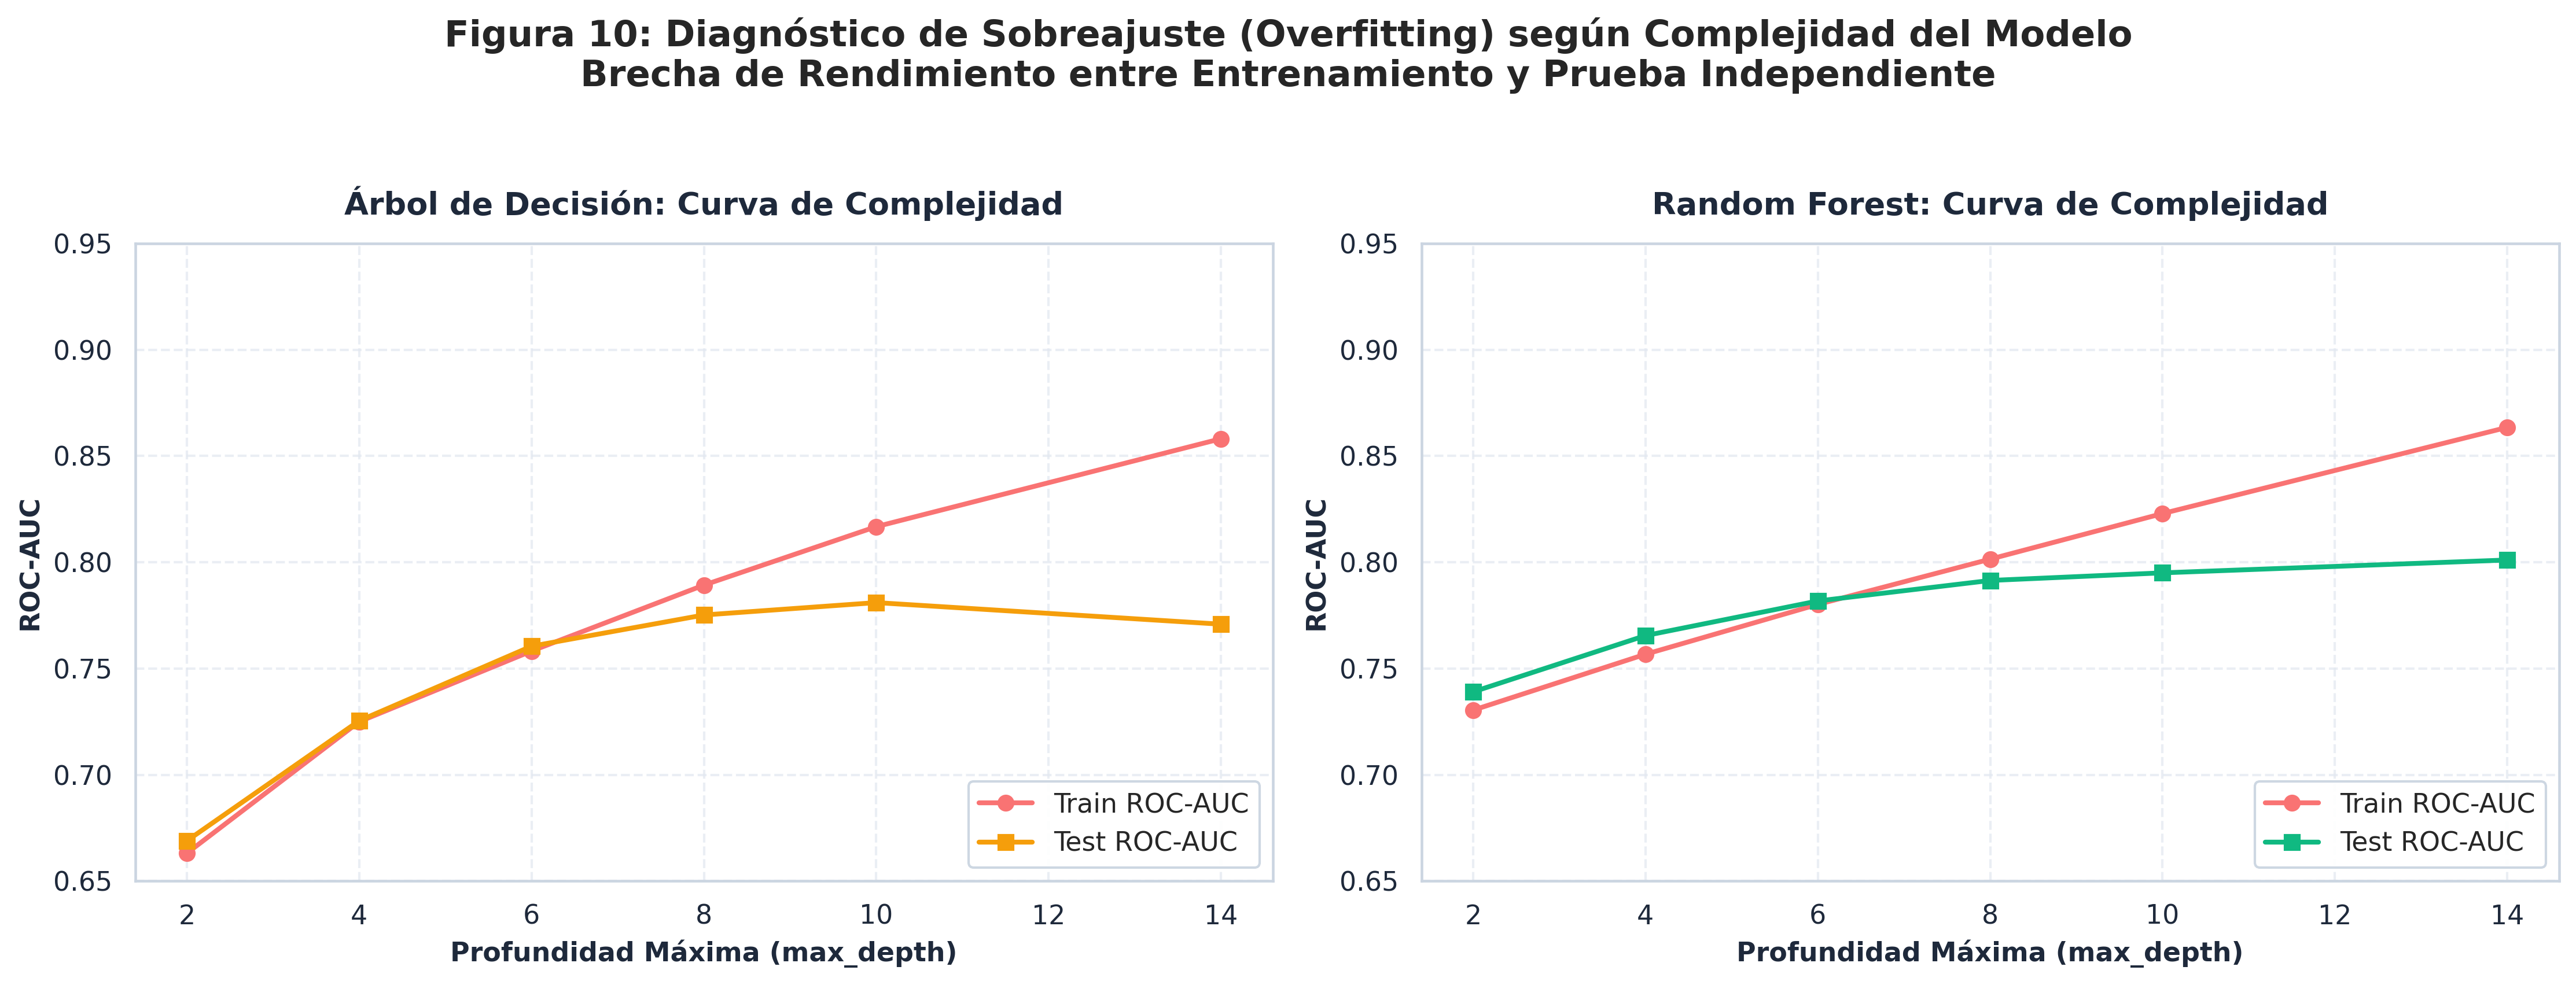 Figura 10: Diagnóstico de Sobreajuste (Overfitting) según Complejidad del Modelo
Brecha de Rendimiento entre Entrenamiento y Prueba Independiente
Árbol de Decisión: Curva de Complejidad
0.95
0.90
0.85
0.80
0.75
0.70
0.65
ROC-AUC
2 4 6 8 10 12 14
Profundidad Máxima (max_depth)
Train ROC-AUC
Test ROC-AUC
Random Forest: Curva de Complejidad
0.95
0.90
0.85
0.80
0.75
0.70
0.65
ROC-AUC
2 4 6 8 10 12 14
Profundidad Máxima (max_depth)
Train ROC-AUC
Test ROC-AUC